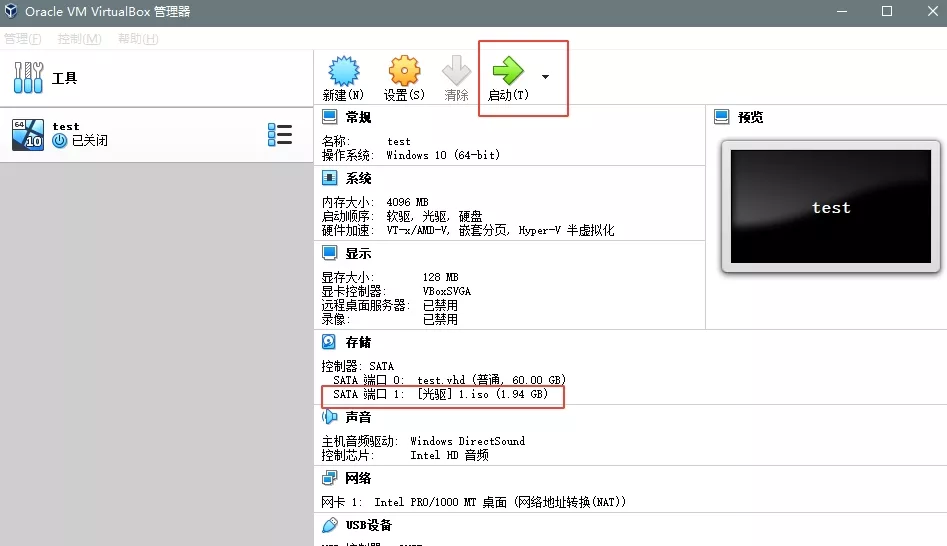 Oracle VM VirtualBox 管理器
管理(F) 控制(M) 帮助(H)
工具
新建(N) 设置(S) 清除 启动(T)
64
10
test
已关闭
常规
名称: test
操作系统: Windows 10 (64-bit)
系统
内存大小: 4096 MB
启动顺序: 软驱, 光驱, 硬盘
硬件加速: VT-x/AMD-V, 嵌套分页, Hyper-V 半虚拟化
显示
显存大小: 128 MB
显卡控制器: VBoxSVGA
远程桌面服务器: 已禁用
录像: 已禁用
存储
控制器: SATA
SATA 端口 0: test.vhd (普通, 60.00 GB)
SATA 端口 1: [光驱] 1.iso (1.94 GB)
声音
主机音频驱动: Windows DirectSound
控制芯片: Intel HD 音频
网络
网卡 1: Intel PRO/1000 MT 桌面 (网络地址转换(NAT))
USB设备
预览
test